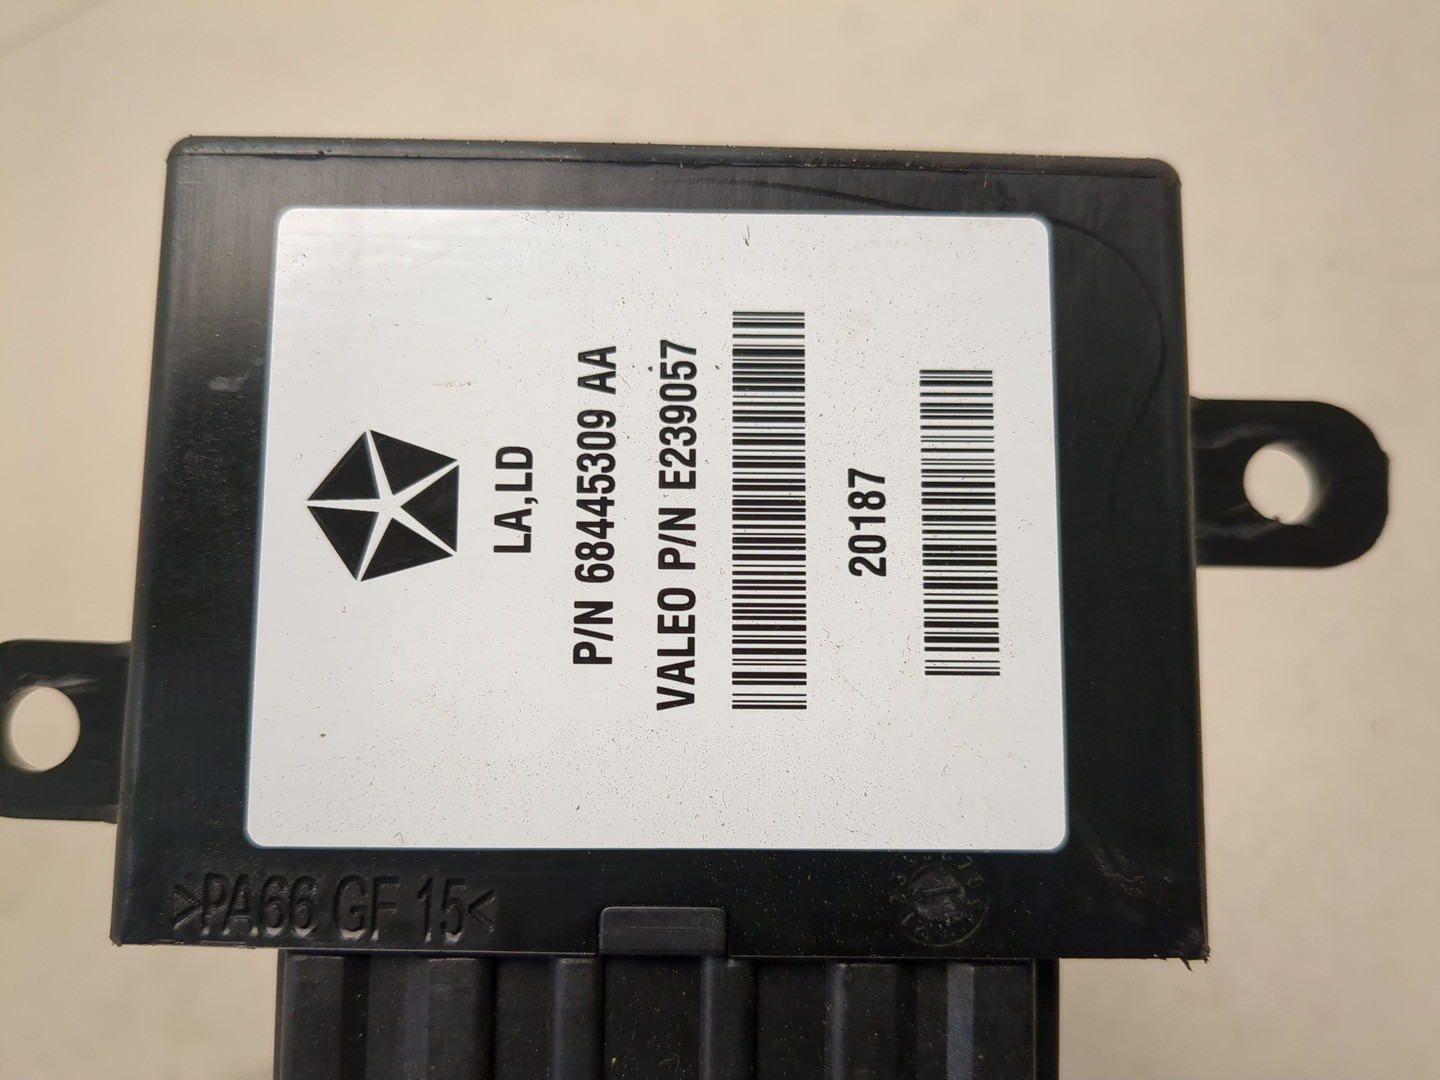 LA,LD
P/N 68445309 AA
VALEO P/N E239057
20187
>PA66 GF 15<